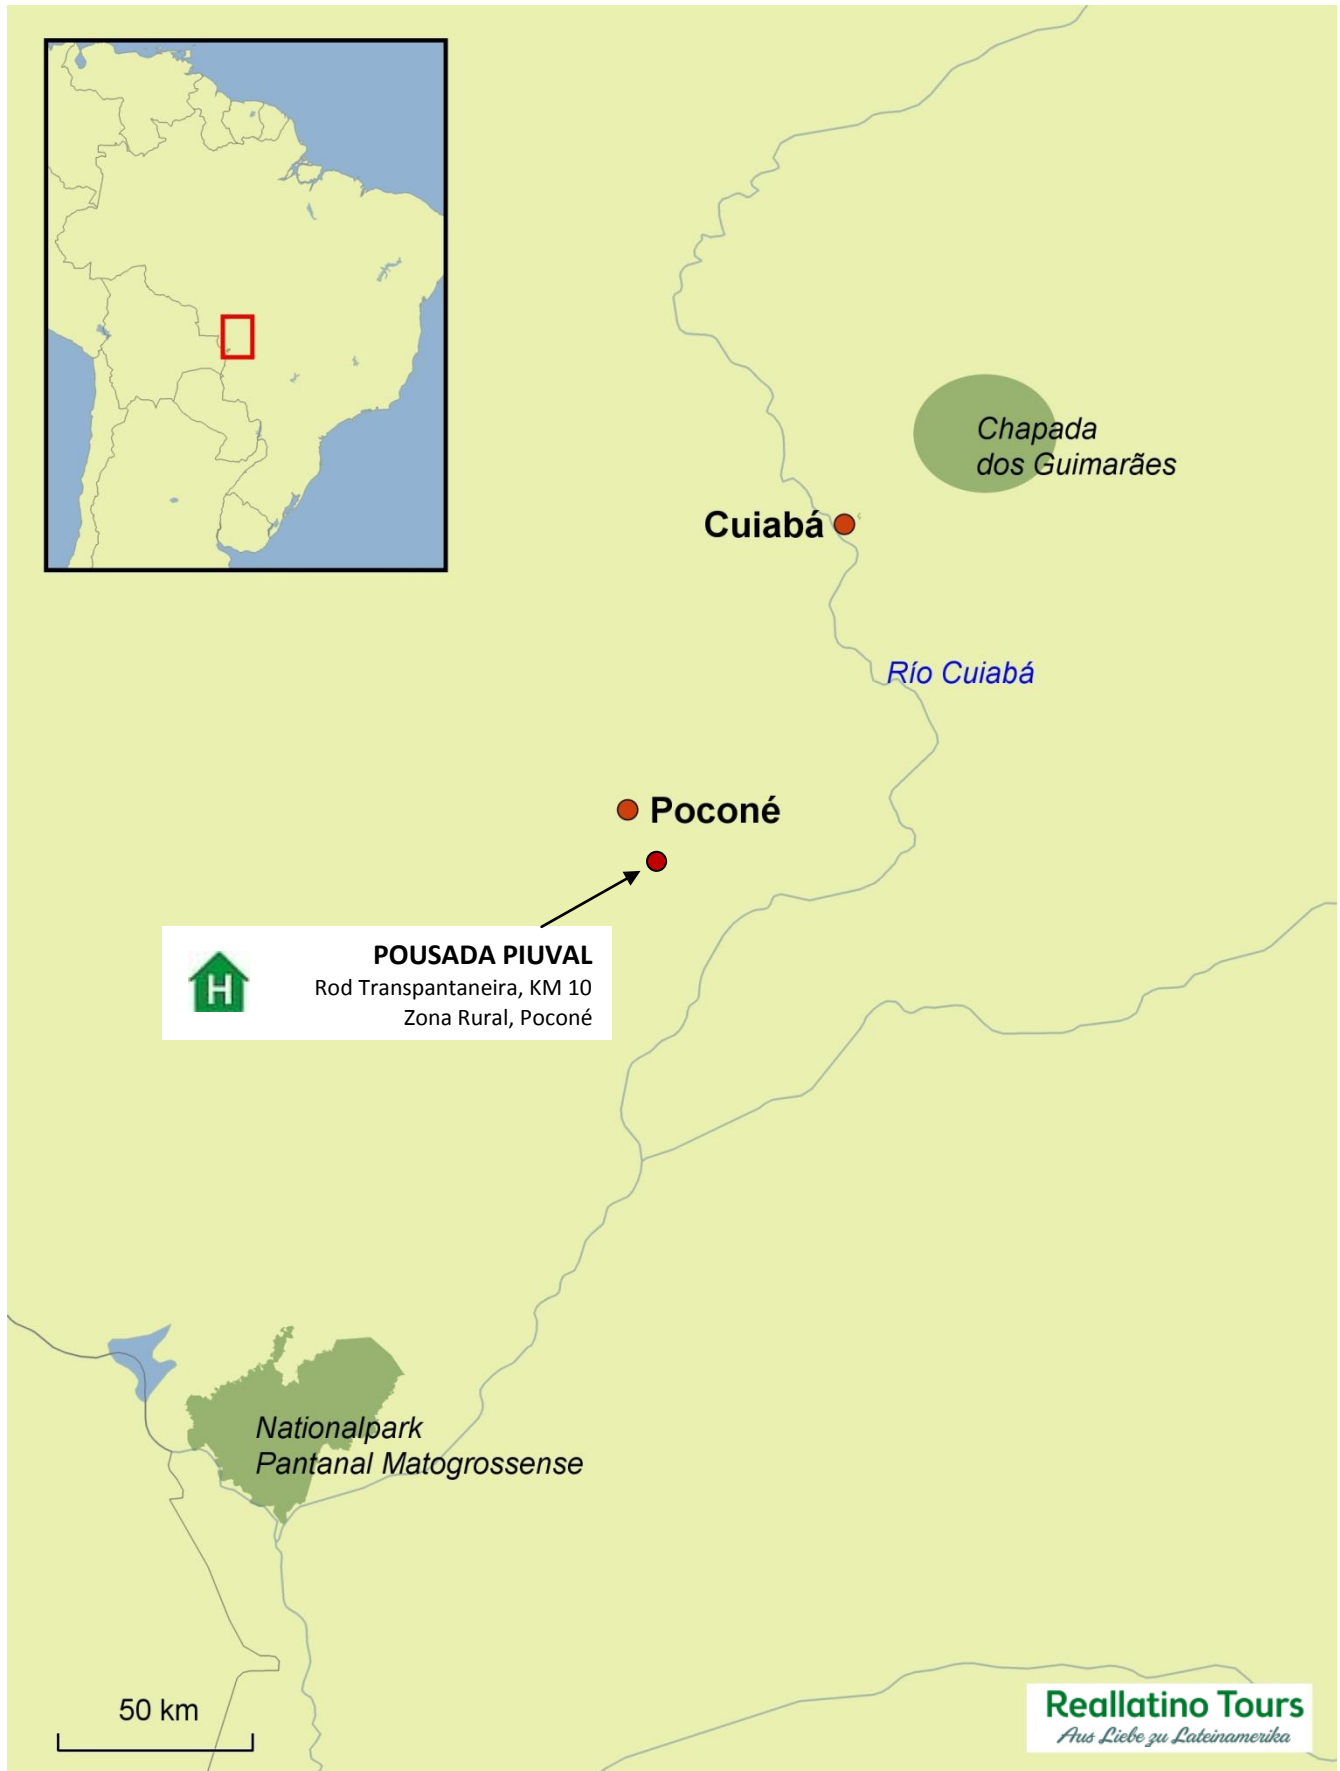 Chapada
dos Guimarães
Cuiabá
Río Cuiabá
Poconé
H
POUSADA PIUVAL
Rod Transpantaneira, KM 10
Zona Rural, Poconé
Nationalpark
Pantanal Matogrossense
50 km
Reallatino Tours
Aus Liebe zu Lateinamerika